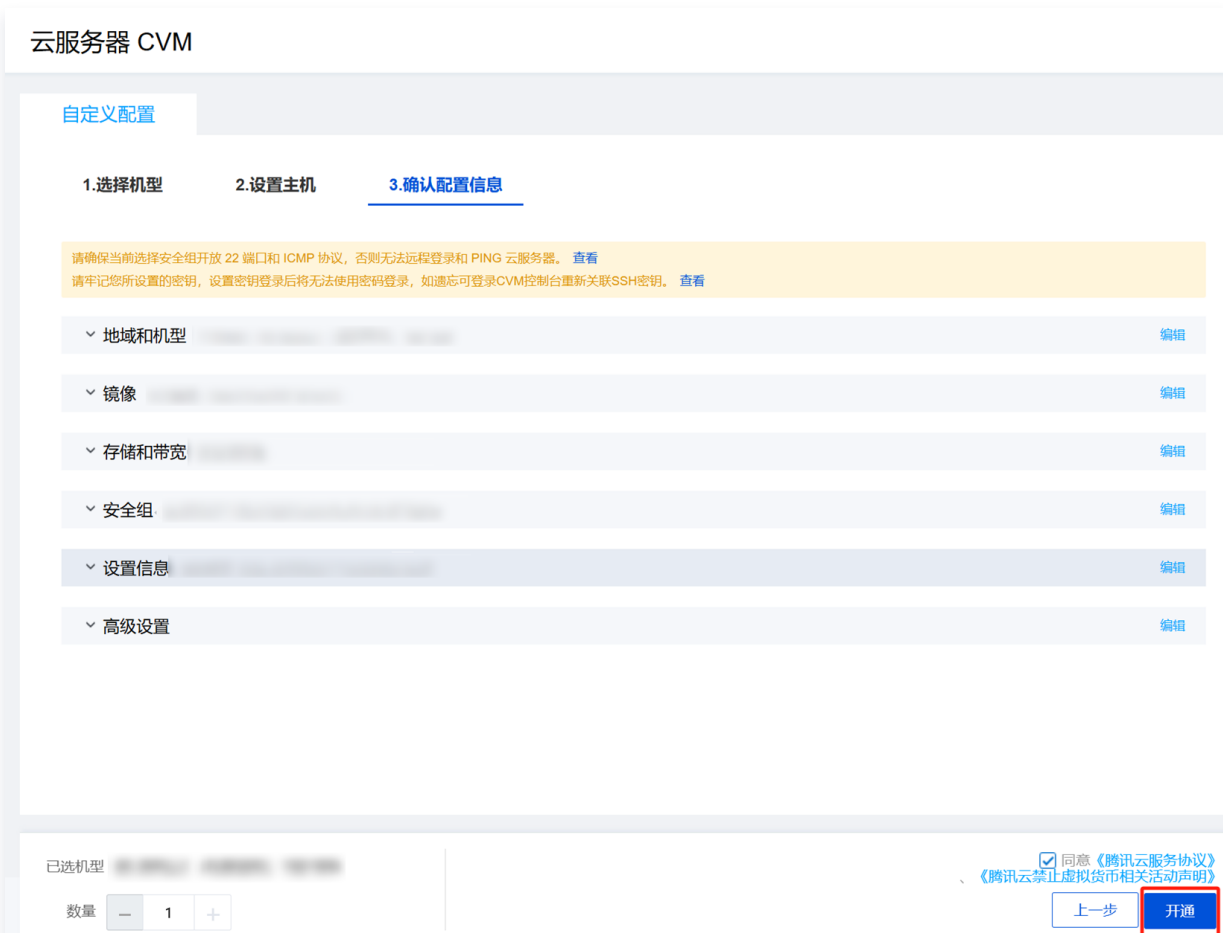 云服务器 CVM
自定义配置
1.选择机型 2.设置主机 3.确认配置信息
请确保当前选择安全组开放 22 端口和 ICMP 协议，否则无法远程登录和 PING 云服务器。 查看
请牢记您所设置的密钥，设置密钥登录后将无法使用密码登录，如遗忘可登录CVM控制台重新关联SSH密钥。 查看
地域和机型 编辑
镜像 编辑
存储和带宽 编辑
安全组 编辑
设置信息 编辑
高级设置 编辑
已选机型
数量 － 1 ＋
同意《腾讯云服务协议》
、《腾讯云禁止虚拟货币相关活动声明》
上一步 开通